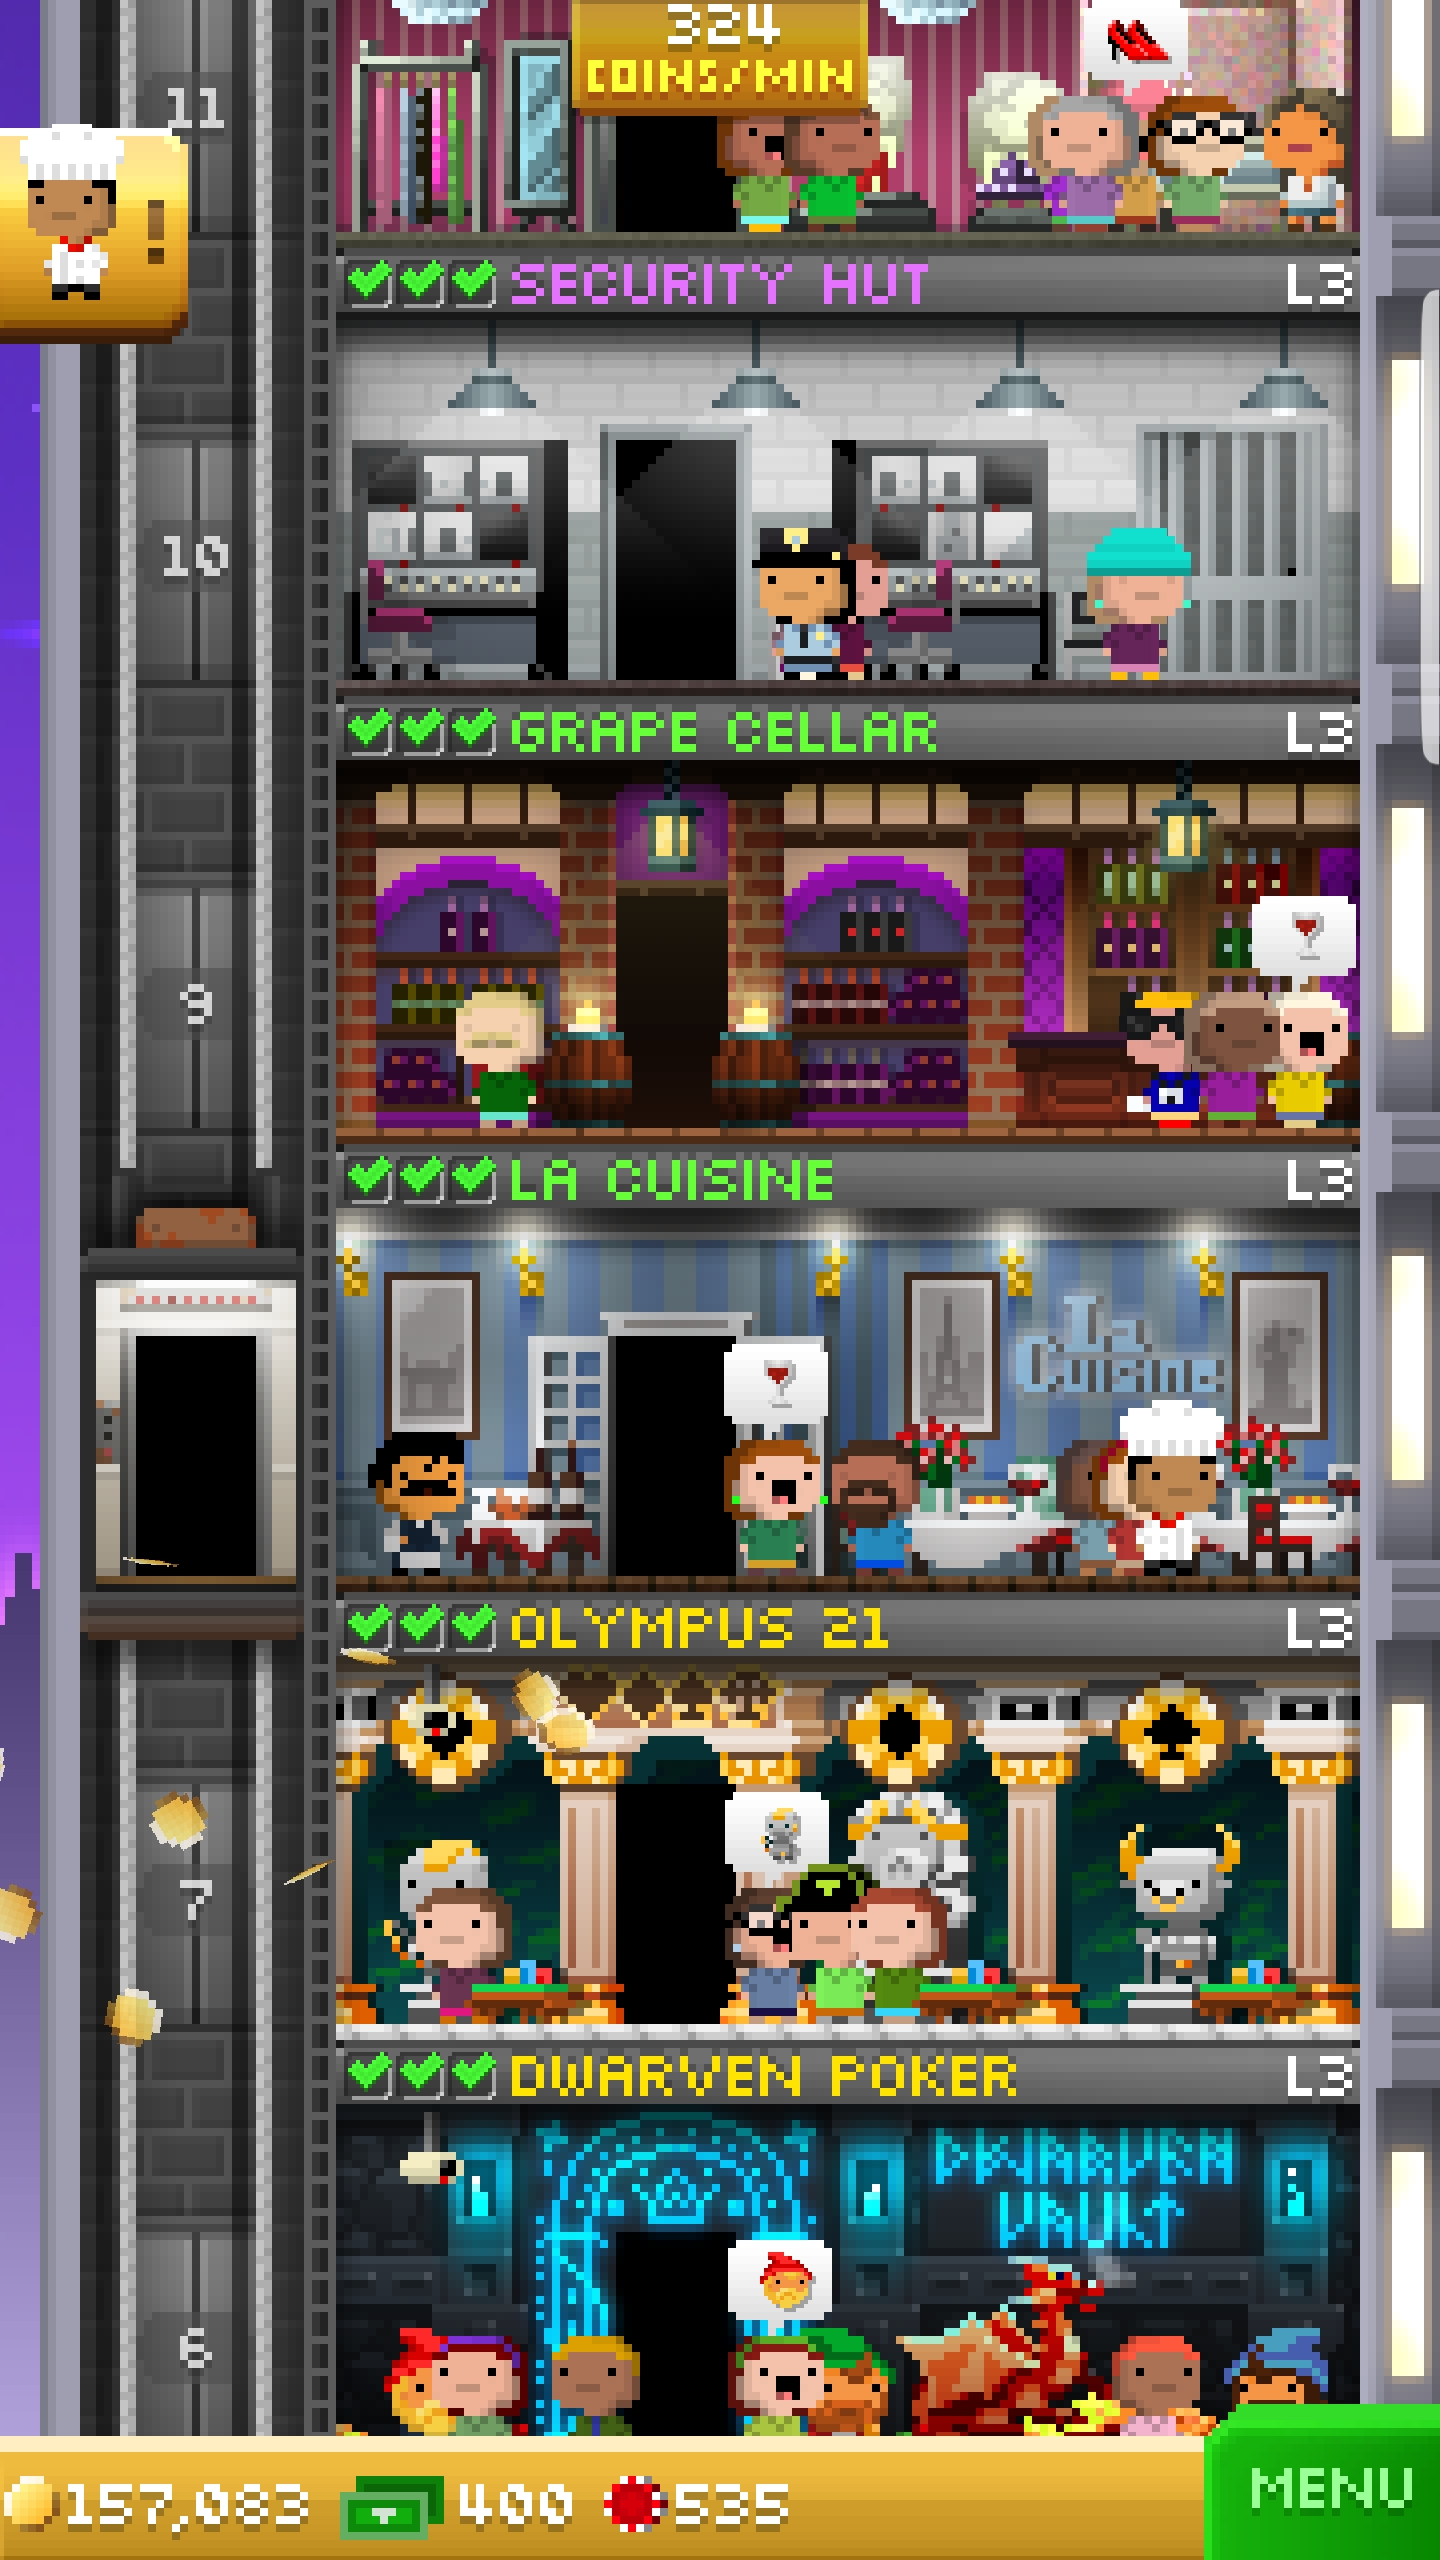 324
COINS/MIN
11
!
SECURITY HUT L3
10
GRAPE CELLAR L3
9
LA CUISINE L3
La
Cuisine
OLYMPUS 21 L3
7
DWARVEN POKER L3
DWARVEN
VAULT
6
157,083 400 535
MENU